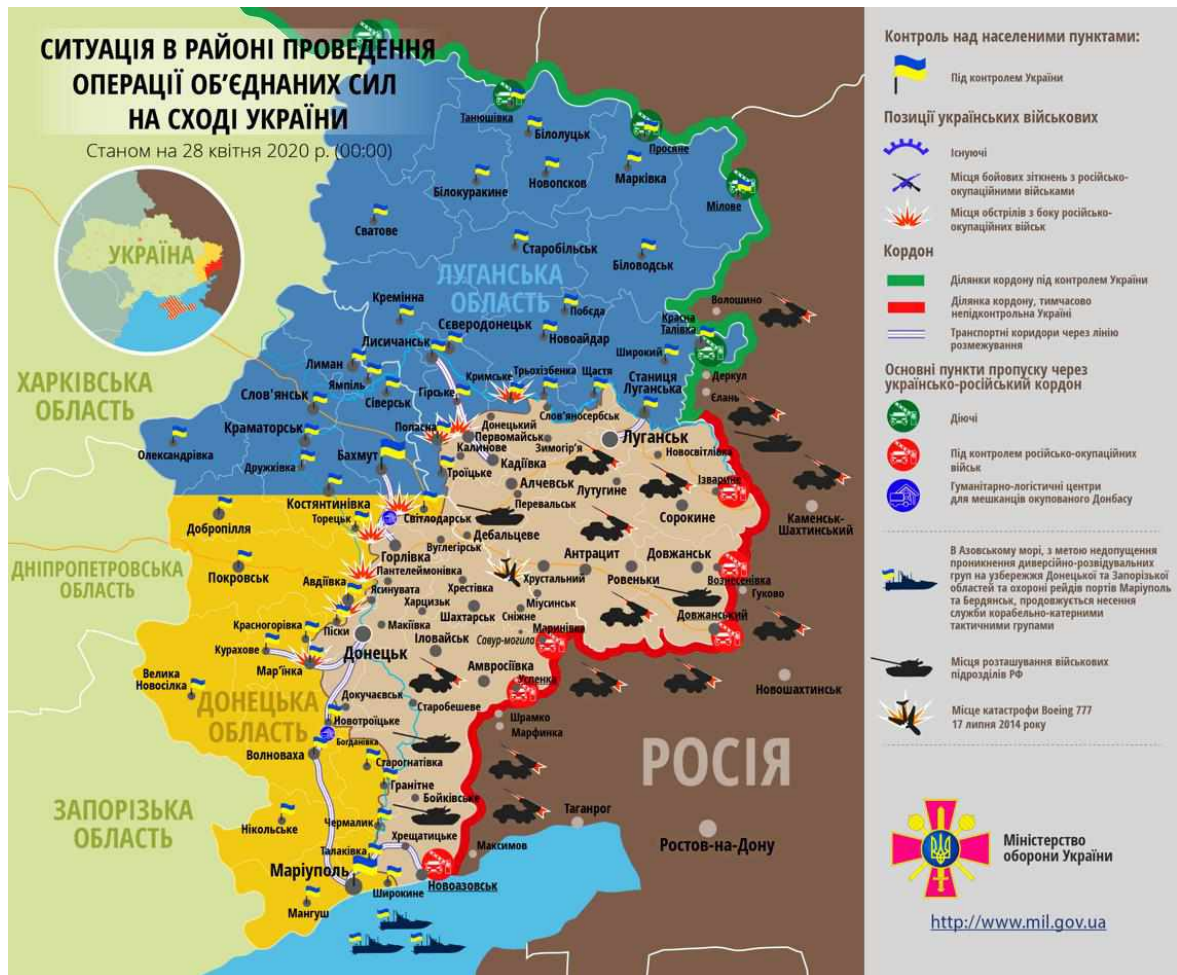 СИТУАЦІЯ В РАЙОНІ ПРОВЕДЕННЯ
ОПЕРАЦІЇ ОБ'ЄДНАНИХ СИЛ
НА СХОДІ УКРАЇНИ
Станом на 28 квітня 2020 р. (00:00)
УКРАЇНА
Танюшівка
Білолуцьк
Просяне
Білокуракине
Новопсков
Марківка
Мілове
Сватове
Старобільськ
Біловодськ
ЛУГАНСЬКА
ОБЛАСТЬ
Кремінна
Волошино
Побєда
Красна
Талівка
Сєверодонецьк
Лисичанськ
Новоайдар
Широкий
Лиман
Ямпіль
Кримське
Трьохізбенка
Щастя
Станиця
Луганська
Деркул
Єлань
ХАРКІВСЬКА
ОБЛАСТЬ
Слов'янськ
Сіверськ
Гірське
Слов'яносербськ
Донецький
Краматорськ
Попасна
Первомайськ
Луганськ
Калинове
Зимогір'я
Новосвітлівка
Олександрівка
Дружківка
Бахмут
Троїцьке
Кадіївка
Алчевськ
Лутугине
Ізварине
Перевальськ
Костянтинівка
Світлодарськ
Сорокине
Каменськ-
Шахтинський
Добропілля
Торецьк
Дебальцеве
Горлівка
Вуглегірськ
Антрацит
Довжанськ
ДНІПРОПЕТРОВСЬКА
ОБЛАСТЬ
Покровськ
Авдіївка
Пантелеймонівка
Хрустальний
Ровеньки
Вознесенівка
Гуково
Ясинувата
Хрестівка
Міусинськ
Харцизьк
Шахтарськ
Сніжне
Довжанський
Красногорівка
Піски
Макіївка
Савур-могила
Маринівка
Курахове
Іловайськ
Мар'їнка
Донецьк
Амвросіївка
Успенка
Новошахтинськ
Велика
Новосілка
ДОНЕЦЬКА
ОБЛАСТЬ
Докучаєвськ
Старобешеве
Новотроїцьке
Шрамко
Марфинка
Богданівка
Волноваха
Старогнатівка
РОСІЯ
Гранітне
Бойківське
ЗАПОРІЗЬКА
ОБЛАСТЬ
Нікольське
Чермалик
Таганрог
Хрещатицьке
Ростов-на-Дону
Талаківка
Максимов
Маріуполь
Широкине
Новоазовськ
Мангуш
Контроль над населеними пунктами:
Під контролем України
Позиції українських військових
Існуючі
Місця бойових зіткнень з російсько-
окупаційними військами
Місця обстрілів з боку російсько-
окупаційних військ
Кордон
Ділянки кордону під контролем України
Ділянка кордону, тимчасово
непідконтрольна Україні
Транспортні коридори через лінію
розмежування
Основні пункти пропуску через
українсько-російський кордон
Діючі
Під контролем російсько-окупаційних
військ
Гуманітарно-логістичні центри
для мешканців окупованого Донбасу
В Азовському морі, з метою недопущення
проникнення диверсійно-розвідувальних
груп на узбережжя Донецької та Запорізької
областей та охороні рейдів портів Маріуполь
та Бердянськ, продовжується несення
служби корабельно-катерними
тактичними групами
Місця розташування військових
підрозділів РФ
Місце катастрофи Boeing 777
17 липня 2014 року
Міністерство
оборони України
http://www.mil.gov.ua